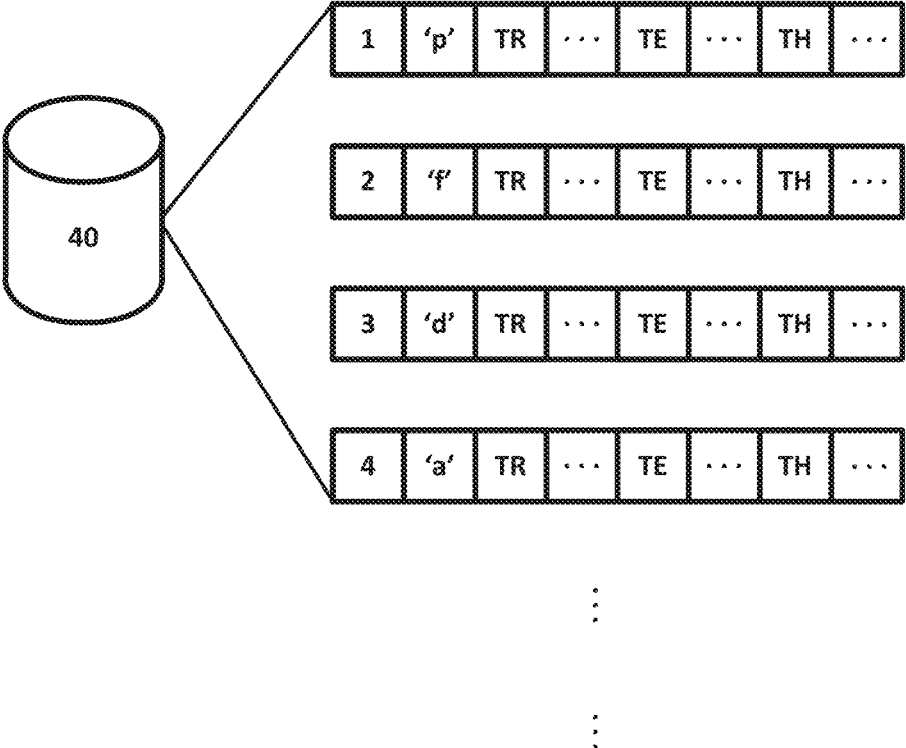 1 ‘p’ TR ... TE ... TH ...
2 ‘f’ TR ... TE ... TH ...
40
3 ‘d’ TR ... TE ... TH ...
4 ‘a’ TR ... TE ... TH ...
⋮
⋮